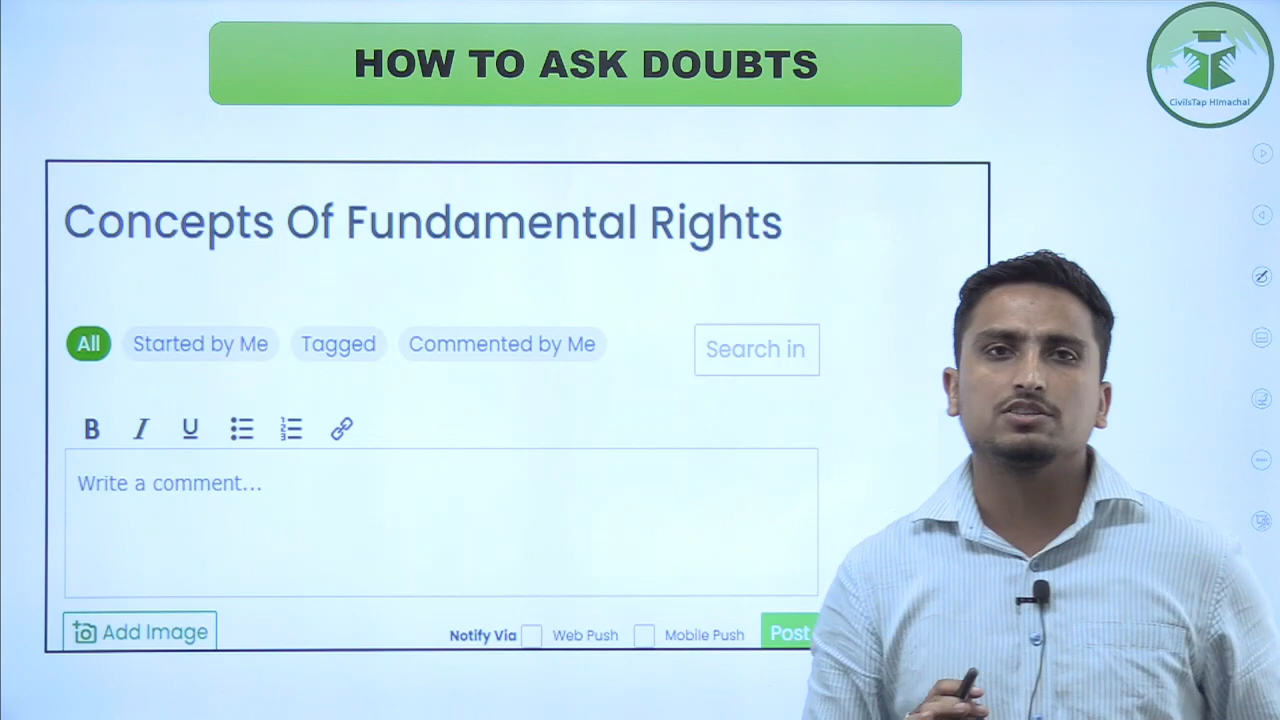 HOW TO ASK DOUBTS
CivilsTap HImachal
Concepts Of Fundamental Rights
All Started by Me Tagged Commented by Me Search in
B I U
Write a comment...
Add Image Notify Via Web Push Mobile Push Post